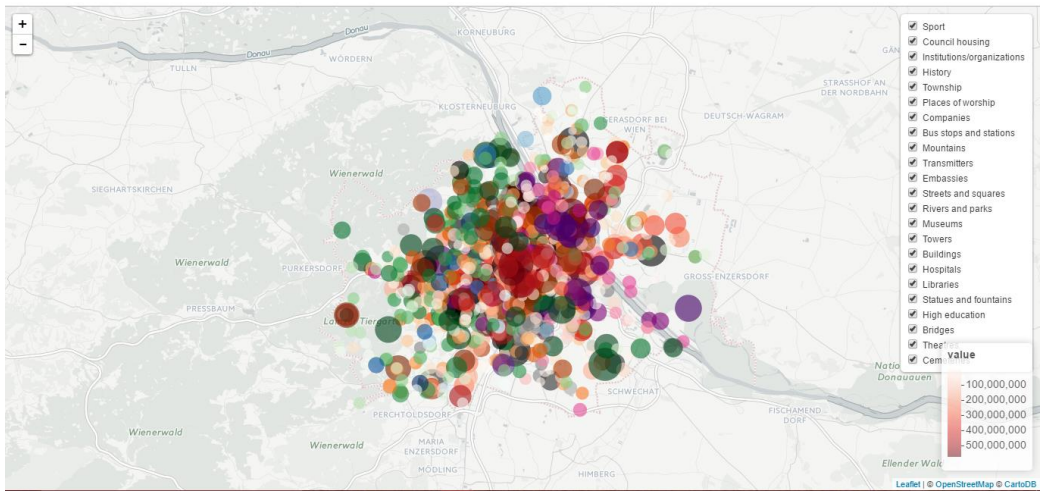 +
−
KORNEUBURG
Donau
Donau
TULLN
WÖRDERN
KLOSTERNEUBURG
GERASDORF BEI
WIEN
DEUTSCH-WAGRAM
STRASSHOF AN
DER NORDBAHN
Wienerwald
SIEGHARTSKIRCHEN
Wienerwald
PURKERSDORF
GROSS-ENZERSDORF
PRESSBAUM
SCHWECHAT
PERCHTOLDSDORF
FISCHAMEND
DORF
Wienerwald
Wienerwald
MARIA
ENZERSDORF
MÖDLING
HIMBERG
Donauauen
Sport
Council housing
Institutions/organizations
History
Township
Places of worship
Companies
Bus stops and stations
Mountains
Transmitters
Embassies
Streets and squares
Rivers and parks
Museums
Towers
Buildings
Hospitals
Libraries
Statues and fountains
High education
Bridges
value
-100,000,000
-200,000,000
-300,000,000
-400,000,000
-500,000,000
Leaflet | © OpenStreetMap © CartoDB